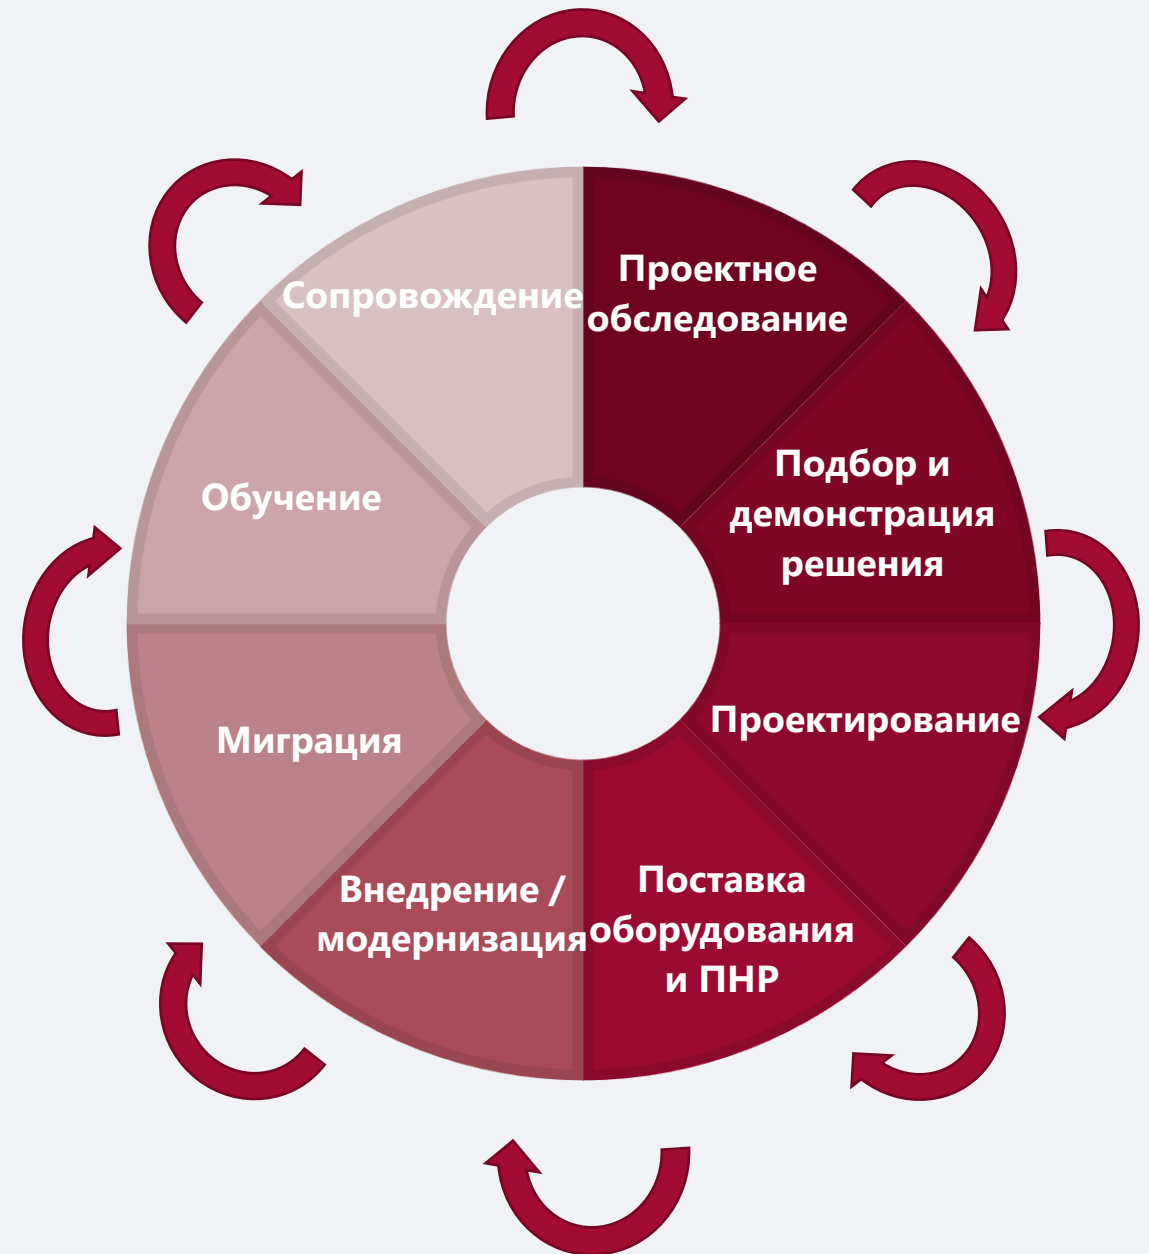 Проектное
обследование
Подбор и
демонстрация
решения
Проектирование
Поставка
оборудования
и ПНР
Внедрение /
модернизация
Миграция
Обучение
Сопровождение